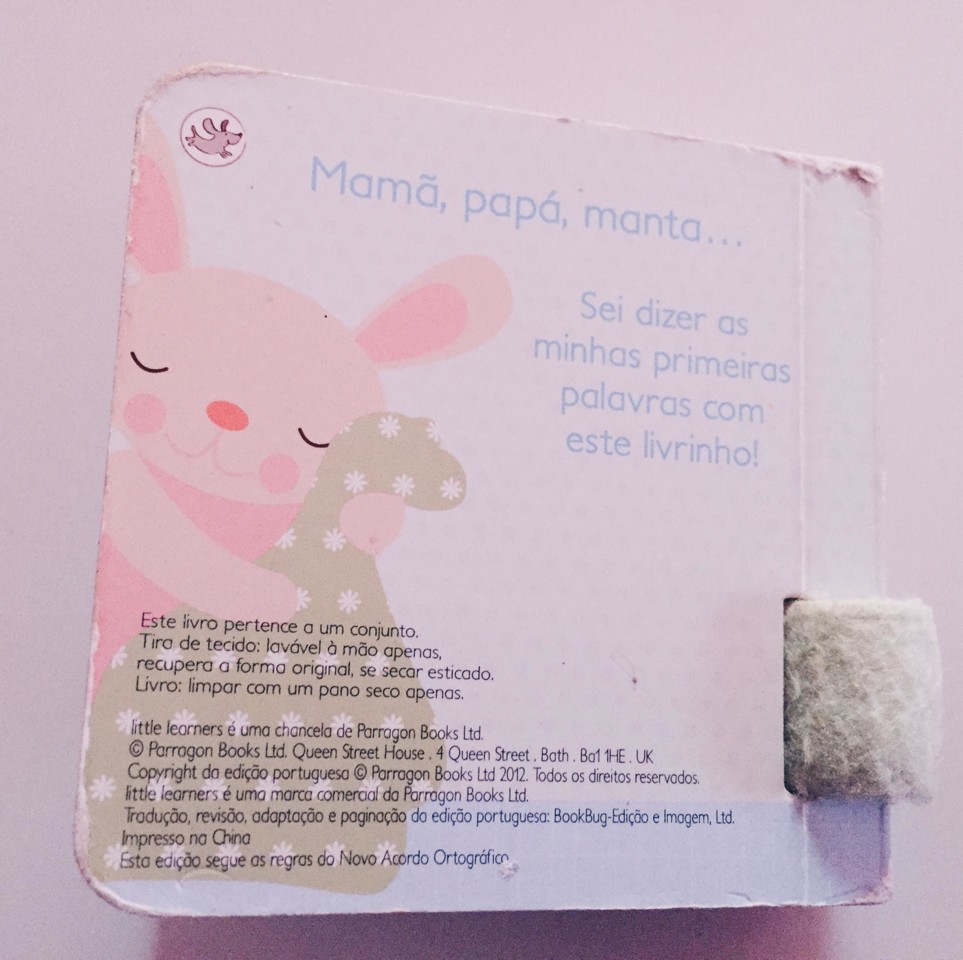 Mamã, papá, manta...
Sei dizer as
minhas primeiras
palavras com
este livrinho!
Este livro pertence a um conjunto.
Tira de tecido: lavável à mão apenas,
recupera a forma original, se secar esticado.
Livro: limpar com um pano seco apenas.
little learners é uma chancela de Parragon Books Ltd.
© Parragon Books Ltd. Queen Street House . 4 Queen Street . Bath . Ba1 1HE . UK
Copyright da edição portuguesa © Parragon Books Ltd 2012. Todos os direitos reservados.
little learners é uma marca comercial da Parragon Books Ltd.
Tradução, revisão, adaptação e paginação da edição portuguesa: BookBug-Edição e Imagem, Ltd.
Impresso na China
Esta edição segue as regras do Novo Acordo Ortográfico